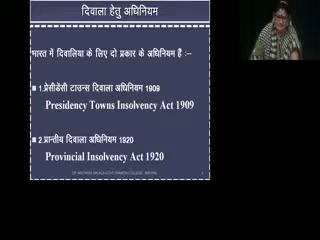 दिवाला हेतु अधिनियम
भारत में दिवालिया के लिए दो प्रकार के अधिनियम हैं :–
1.प्रेसीडेंसी टाउन्स दिवाला अधिनियम 1909
Presidency Towns Insolvency Act 1909
2.प्रान्तीय दिवाला अधिनियम 1920
Provincial Insolvency Act 1920